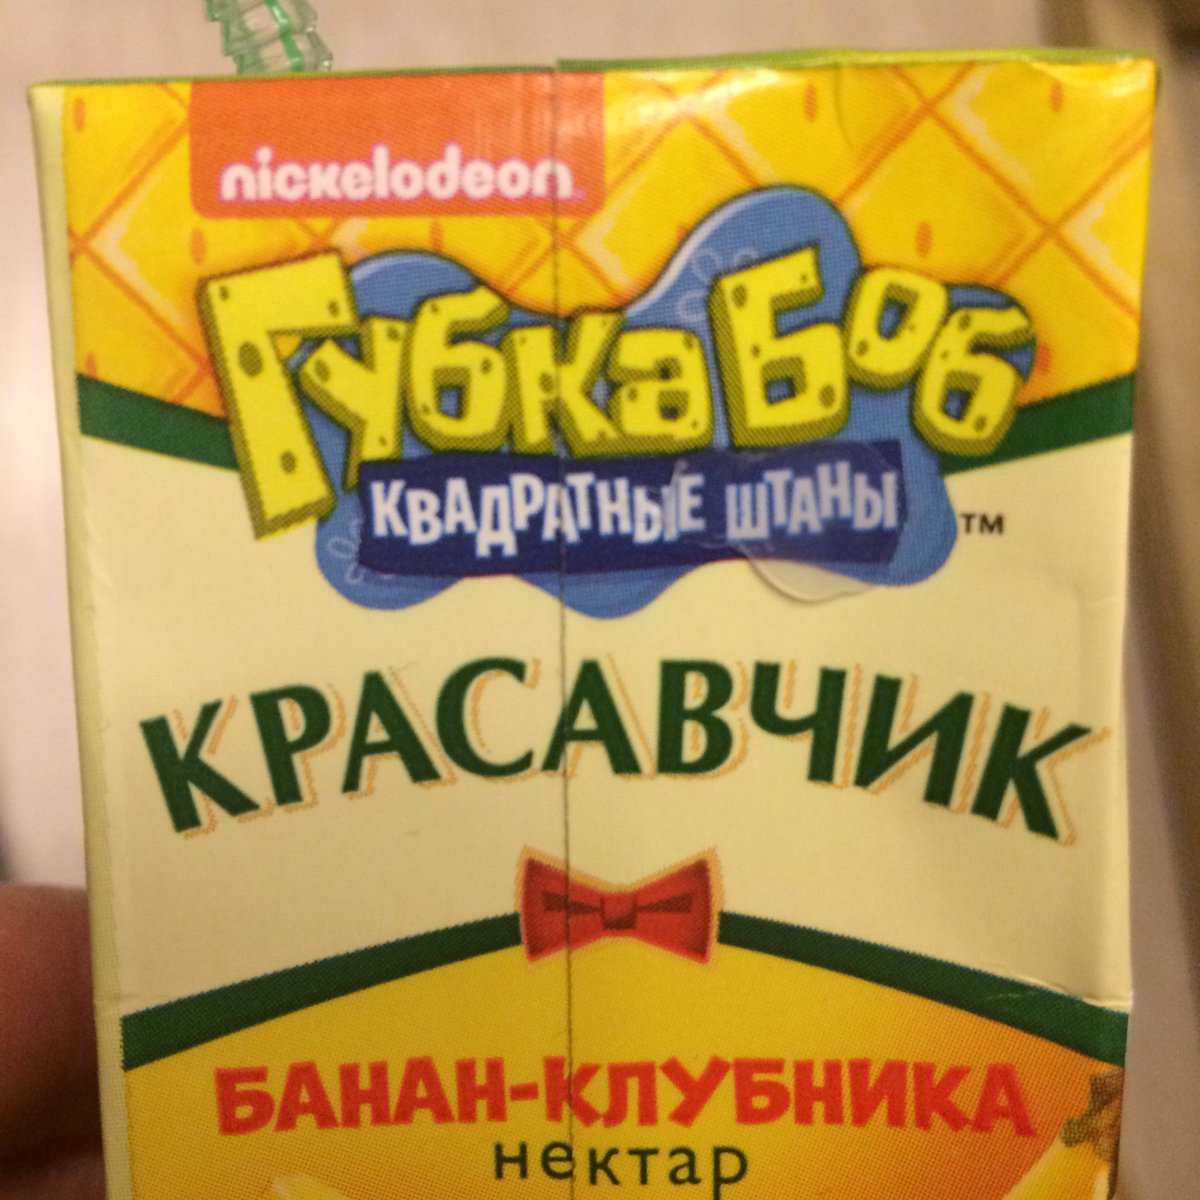 nickelodeon
Губка Боб
КВАДРАТНЫЕ ШТАНЫ ™
КРАСАВЧИК
БАНАН-КЛУБНИКА
нектар